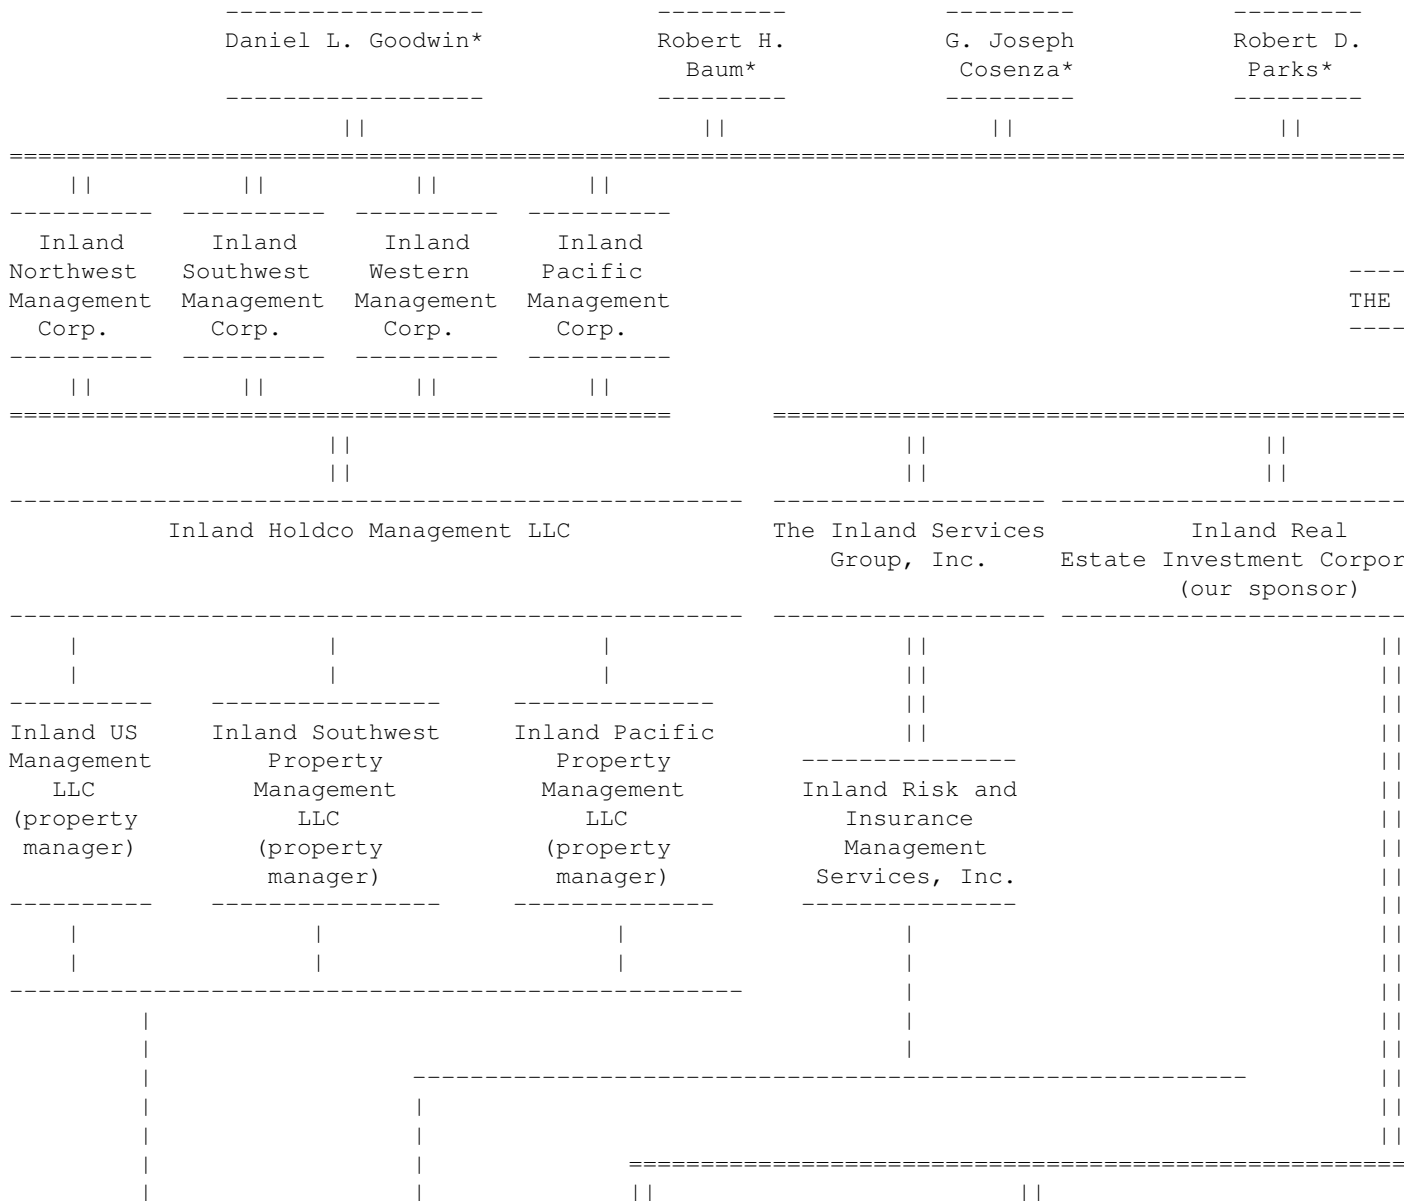 Daniel L. Goodwin* Robert H. G. Joseph Robert D.
Baum* Cosenza* Parks*
Inland Inland Inland Inland
Northwest Southwest Western Pacific
Management Management Management Management THE
Corp. Corp. Corp. Corp.
Inland Holdco Management LLC The Inland Services Inland Real
Group, Inc. Estate Investment Corpor
(our sponsor)
Inland US Inland Southwest Inland Pacific
Management Property Property
LLC Management Management Inland Risk and
(property LLC LLC Insurance
manager) (property (property Management
manager) manager) Services, Inc.